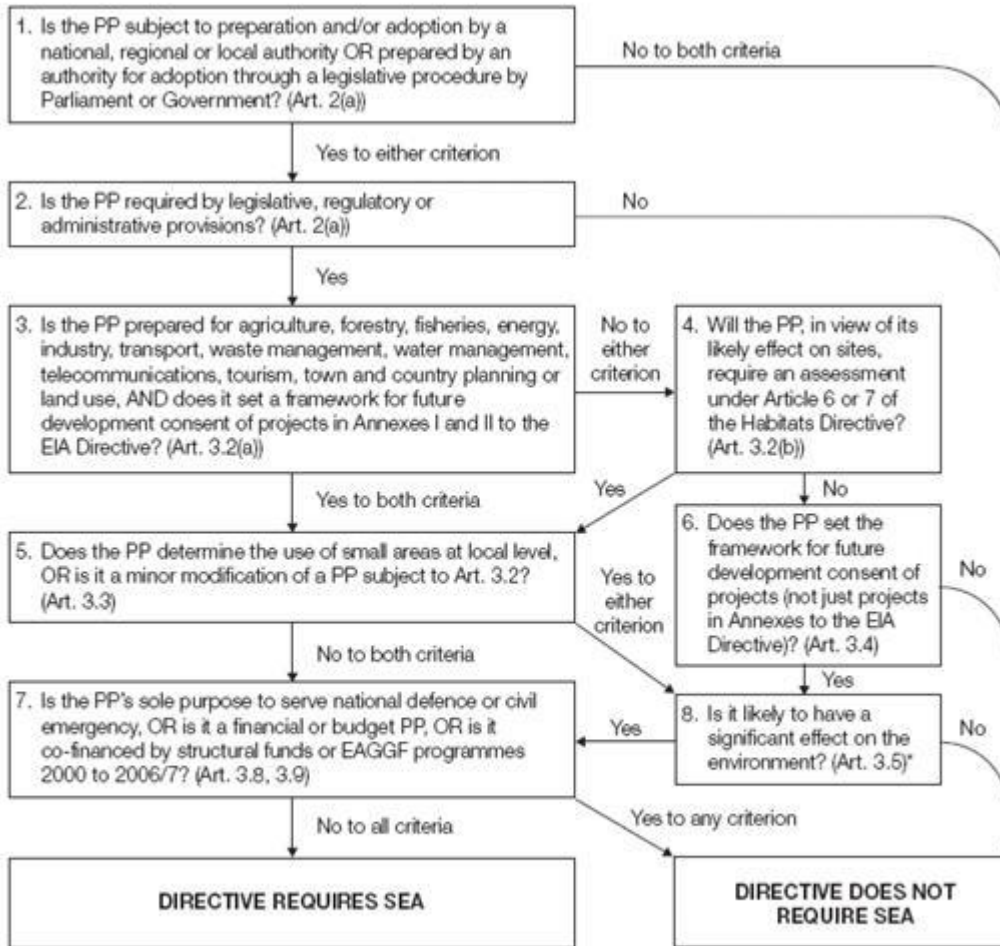 1. Is the PP subject to preparation and/or adoption by a
national, regional or local authority OR prepared by an
authority for adoption through a legislative procedure by
Parliament or Government? (Art. 2(a))
No to both criteria
Yes to either criterion
2. Is the PP required by legislative, regulatory or
administrative provisions? (Art. 2(a))
No
Yes
3. Is the PP prepared for agriculture, forestry, fisheries, energy,
industry, transport, waste management, water management,
telecommunications, tourism, town and country planning or
land use, AND does it set a framework for future
development consent of projects in Annexes I and II to the
EIA Directive? (Art. 3.2(a))
No to
either
criterion
4. Will the PP, in view of its
likely effect on sites,
require an assessment
under Article 6 or 7 of
the Habitats Directive?
(Art. 3.2(b))
Yes to both criteria
Yes
No
5. Does the PP determine the use of small areas at local level,
OR is it a minor modification of a PP subject to Art. 3.2?
(Art. 3.3)
Yes to
either
criterion
6. Does the PP set the
framework for future
development consent of
projects (not just projects
in Annexes to the EIA
Directive)? (Art. 3.4)
No
No to both criteria
Yes
7. Is the PP's sole purpose to serve national defence or civil
emergency, OR is it a financial or budget PP, OR is it
co-financed by structural funds or EAGGF programmes
2000 to 2006/7? (Art. 3.8, 3.9)
Yes
8. Is it likely to have a
significant effect on the
environment? (Art. 3.5)*
No
No to all criteria
Yes to any criterion
DIRECTIVE REQUIRES SEA
DIRECTIVE DOES NOT
REQUIRE SEA